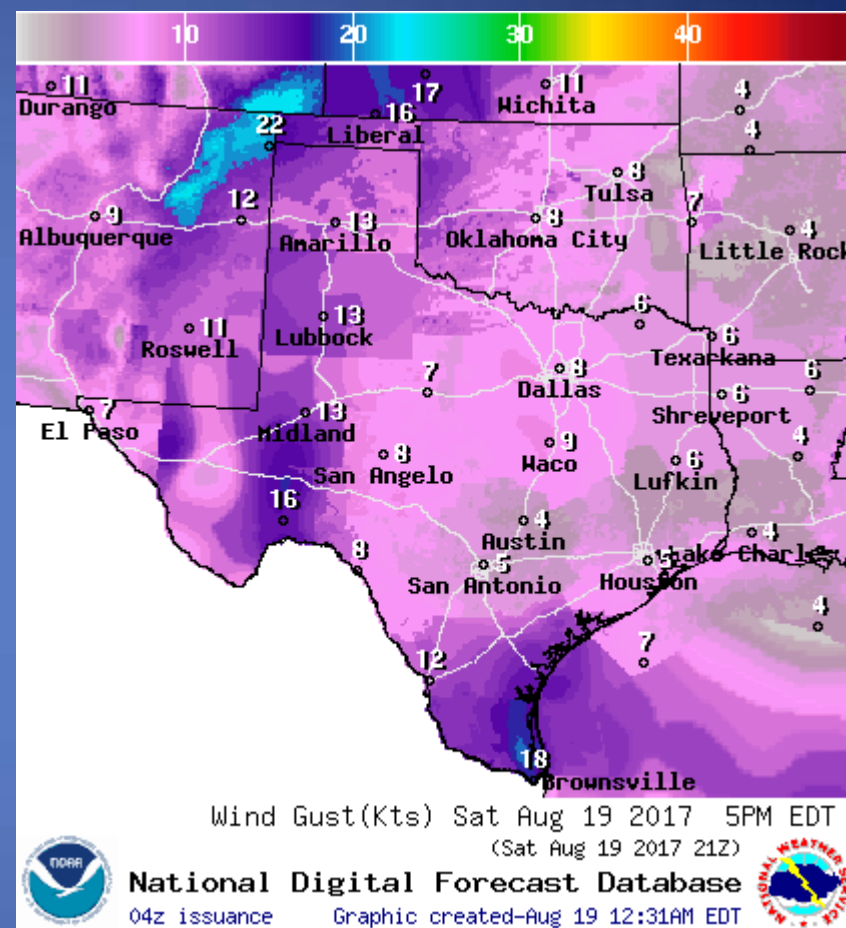 10 20 30 40
11 17 11 4
Durango Liberal 16 Wichita
22 4
8
Tulsa
9 12 13 8 7 4
Albuquerque Amarillo Oklahoma City Little Rock
11 13 6
Roswell Lubbock 6
Texarkana
7 8
Dallas 6 6
7 13 Shreveport
El Paso Midland
8 9 6 4
San Angelo Waco Lufkin
16 4 4
Austin Lake Charles
8 5 5
San Antonio Houston
4
7
12
18
Brownsville
Wind Gust(Kts) Sat Aug 19 2017 5PM EDT
(Sat Aug 19 2017 21Z)
NOAA
National Digital Forecast Database
04z issuance Graphic created-Aug 19 12:31AM EDT
NATIONAL WEATHER SERVICE